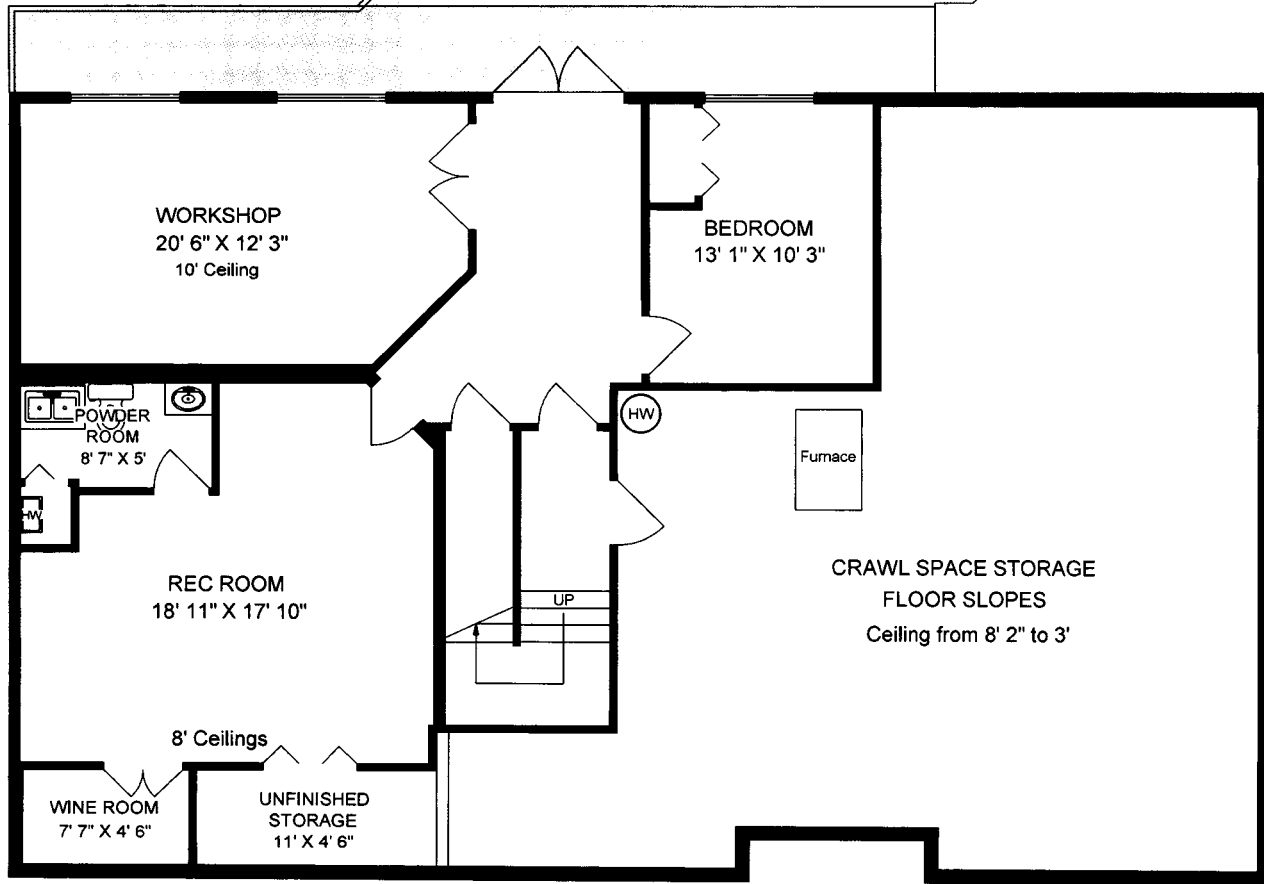 WORKSHOP
20' 6" X 12' 3"
10' Ceiling
BEDROOM
13' 1" X 10' 3"
POWDER
ROOM
8' 7" X 5'
HW
HW
Furnace
REC ROOM
18' 11" X 17' 10"
UP
CRAWL SPACE STORAGE
FLOOR SLOPES
Ceiling from 8' 2" to 3'
8' Ceilings
WINE ROOM
7' 7" X 4' 6"
UNFINISHED
STORAGE
11' X 4' 6"